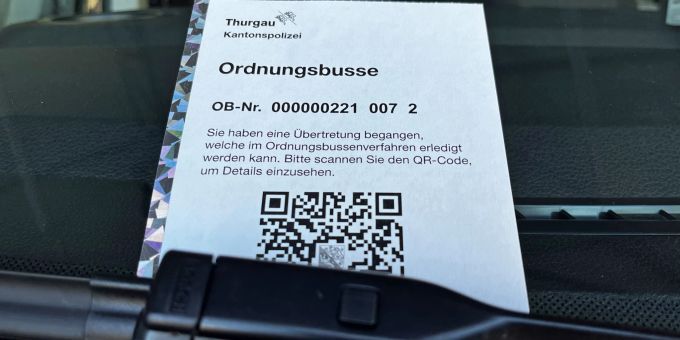 Thurgau
Kantonspolizei
Ordnungsbusse
OB-Nr. 000000221 007 2
Sie haben eine Übertretung begangen,
welche im Ordnungsbussenverfahren erledigt
werden kann. Bitte scannen Sie den QR-Code,
um Details einzusehen.